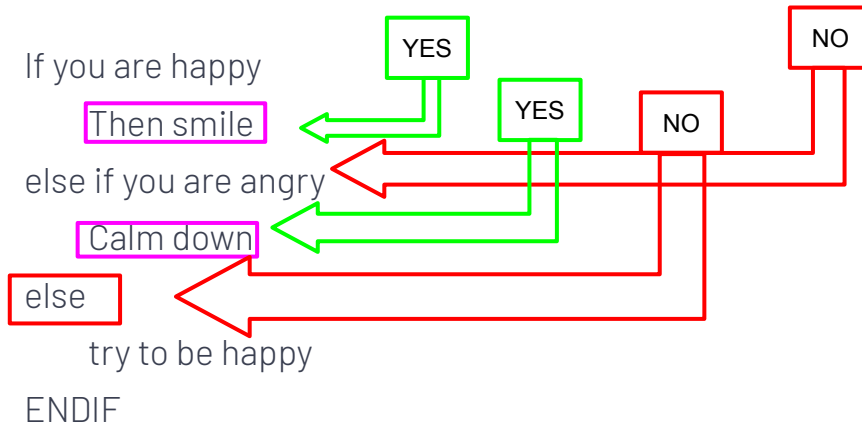 If you are happy
YES
NO
Then smile
YES
NO
else if you are angry
Calm down
else
try to be happy
ENDIF